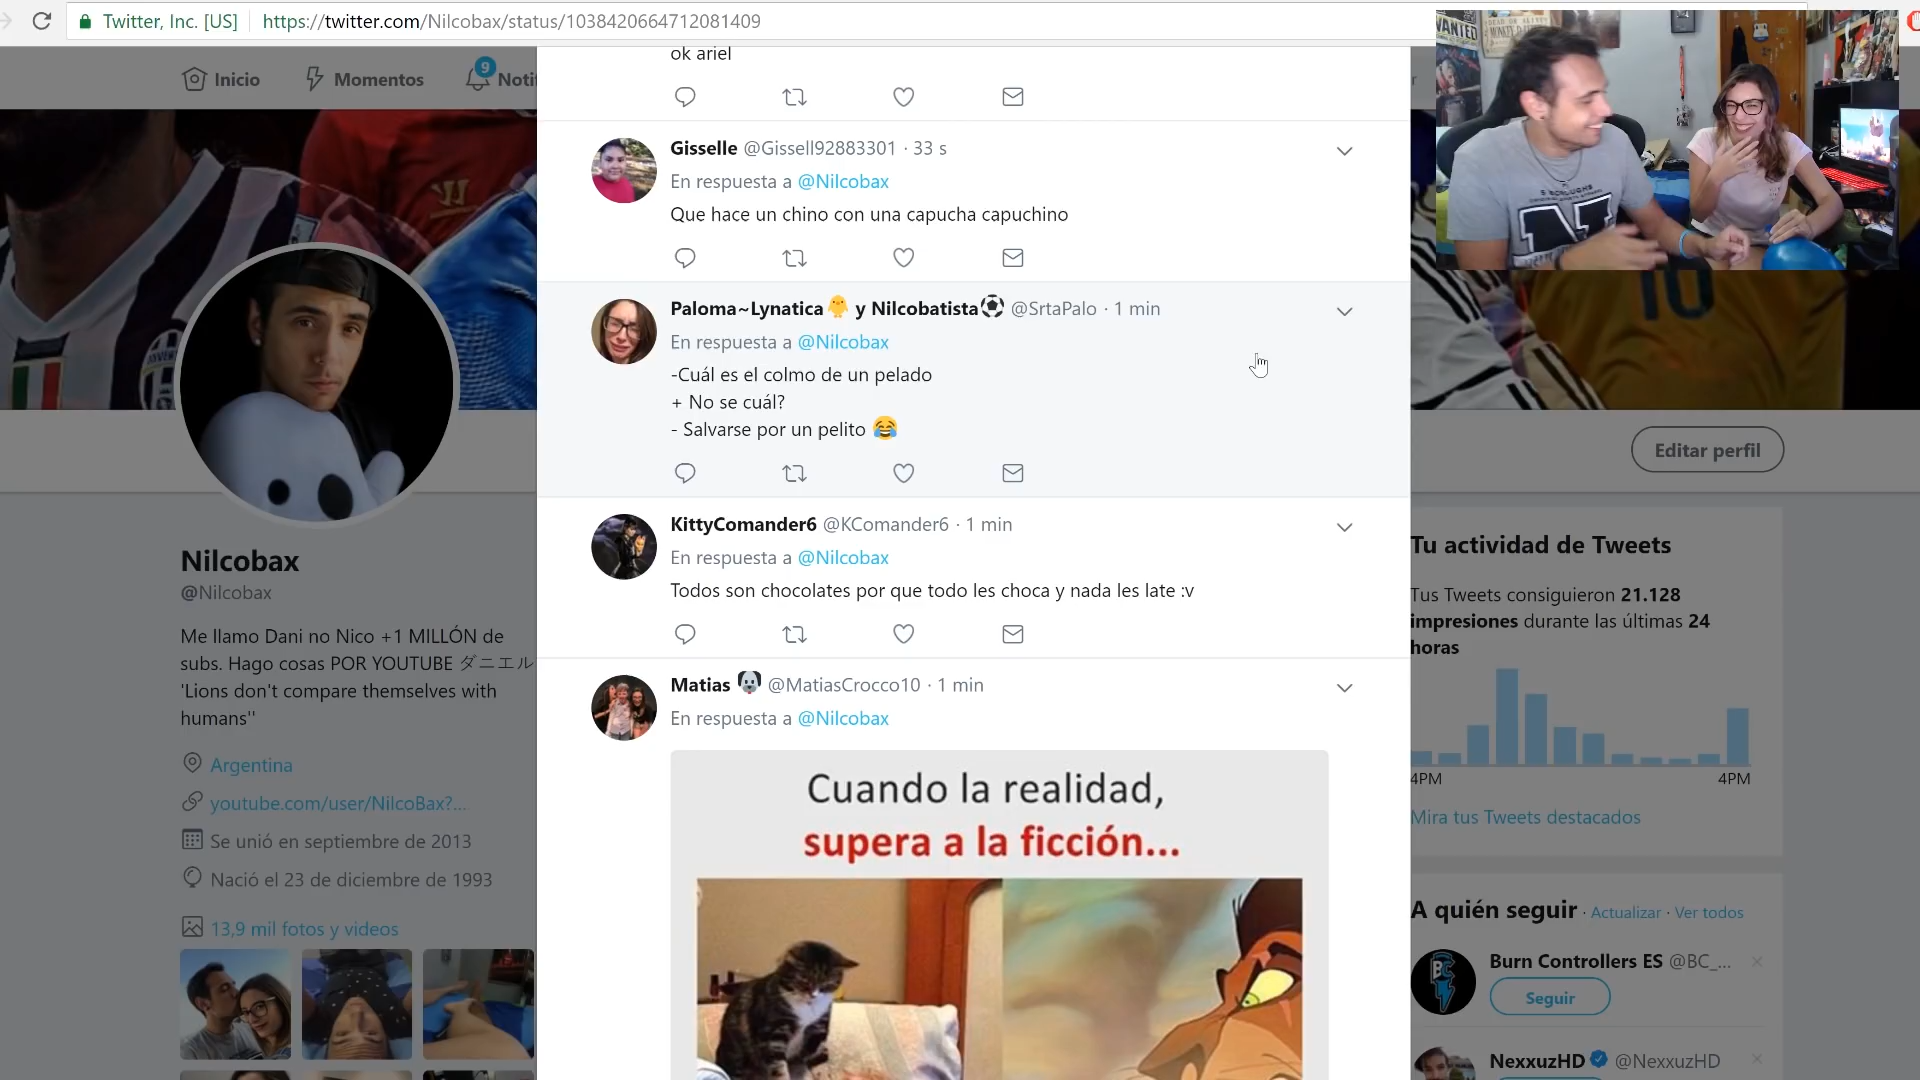 Twitter, Inc. [US] https://twitter.com/Nilcobax/status/1038420664712081409
Inicio
Momentos
Noti
9
WANTED
10
ok ariel
Gisselle @Gissell92883301 · 33 s
En respuesta a @Nilcobax
Que hace un chino con una capucha capuchino
Paloma~Lynatica🐥 y Nilcobatista⚽ @SrtaPalo · 1 min
En respuesta a @Nilcobax
-Cuál es el colmo de un pelado
+ No se cuál?
- Salvarse por un pelito 😂
KittyComander6 @KComander6 · 1 min
En respuesta a @Nilcobax
Todos son chocolates por que todo les choca y nada les late :v
Matias 🐶 @MatiasCrocco10 · 1 min
En respuesta a @Nilcobax
Cuando la realidad,
supera a la ficción...
Nilcobax
@Nilcobax
Me llamo Dani no Nico +1 MILLÓN de
subs. Hago cosas POR YOUTUBE ダニエル
'Lions don't compare themselves with
humans''
Argentina
youtube.com/user/NilcoBax?...
Se unió en septiembre de 2013
Nació el 23 de diciembre de 1993
13,9 mil fotos y videos
Editar perfil
Tu actividad de Tweets
Tus Tweets consiguieron 21.128
impresiones durante las últimas 24
horas
4PM
4PM
Mira tus Tweets destacados
A quién seguir · Actualizar · Ver todos
BC
Burn Controllers ES @BC_...
Seguir
NexxuzHD @NexxuzHD